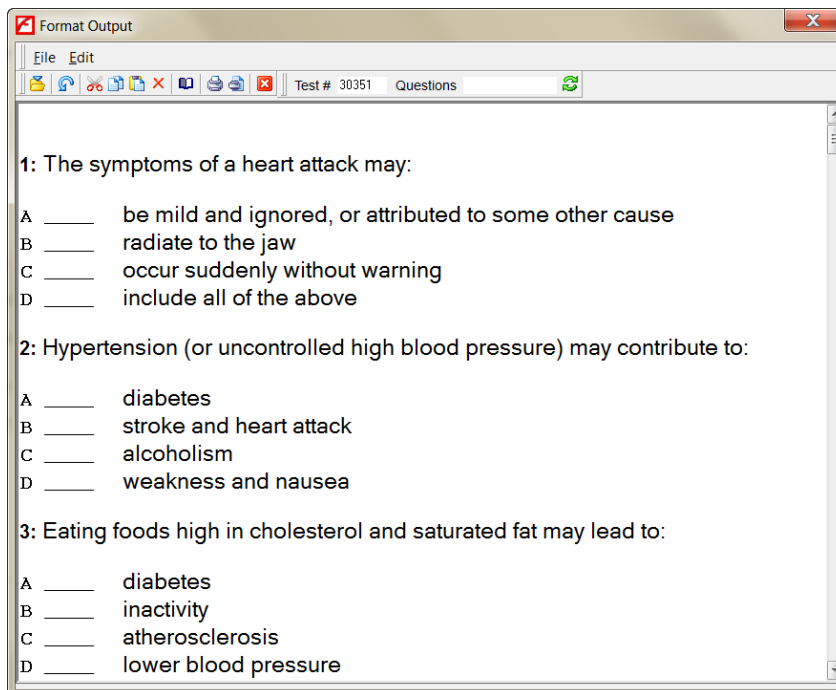 Format Output
File Edit
Test # 30351 Questions
1: The symptoms of a heart attack may:
A _____ be mild and ignored, or attributed to some other cause
B _____ radiate to the jaw
C _____ occur suddenly without warning
D _____ include all of the above
2: Hypertension (or uncontrolled high blood pressure) may contribute to:
A _____ diabetes
B _____ stroke and heart attack
C _____ alcoholism
D _____ weakness and nausea
3: Eating foods high in cholesterol and saturated fat may lead to:
A _____ diabetes
B _____ inactivity
C _____ atherosclerosis
D _____ lower blood pressure